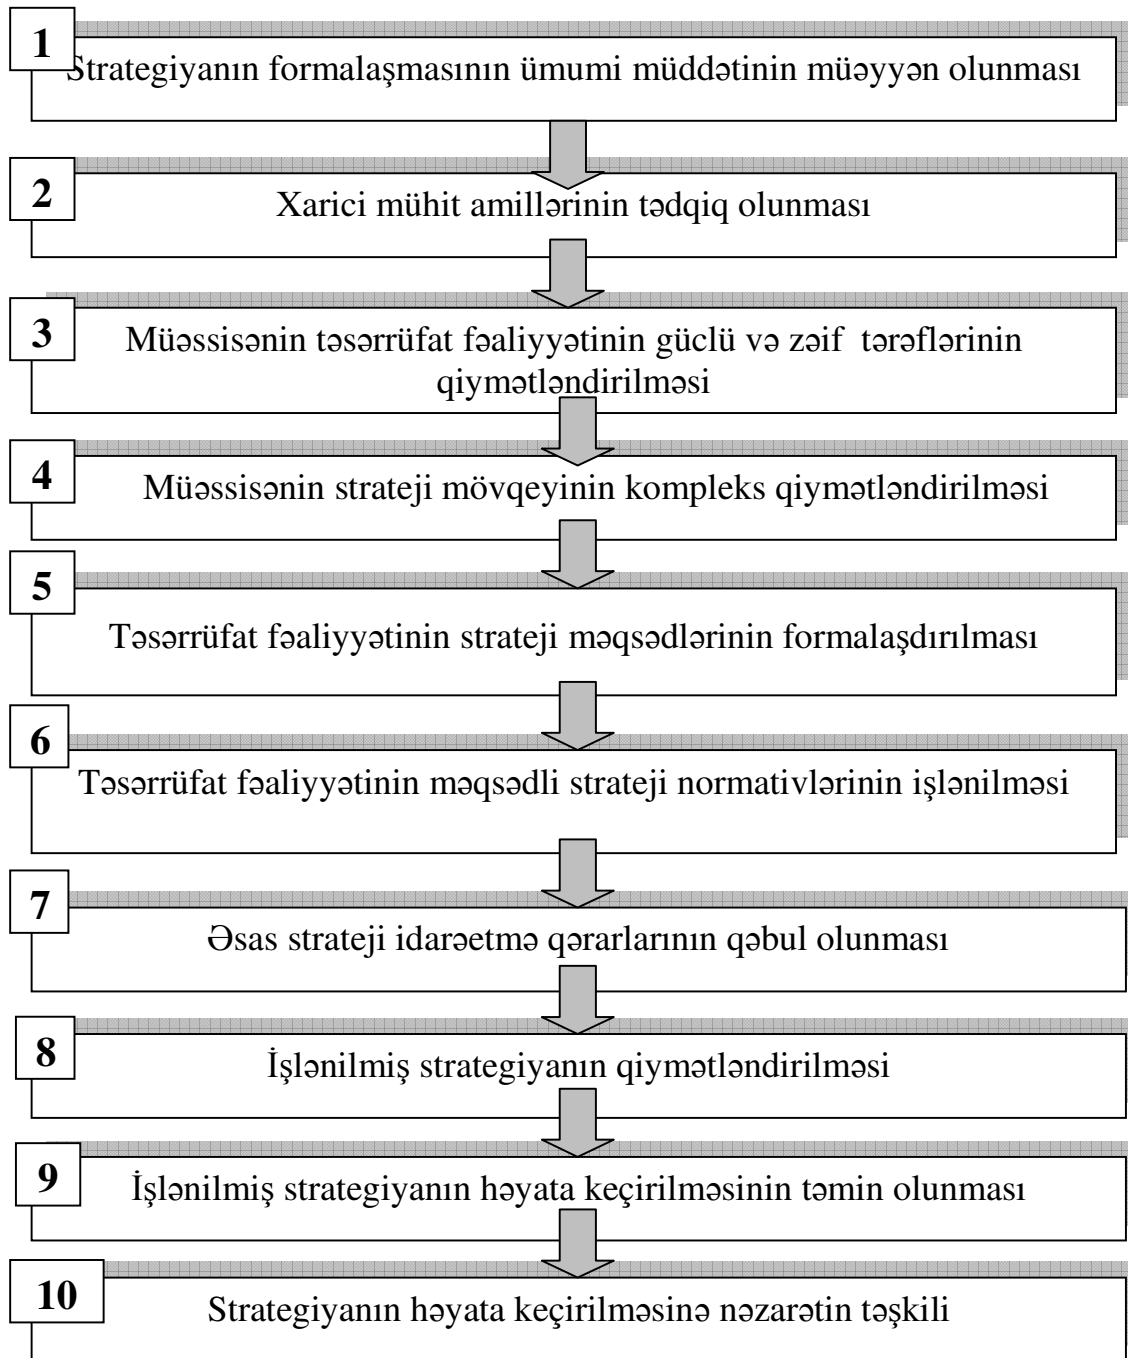 1
Strategiyanın formalaşmasının ümumi müddətinin müəyyən olunması
2
Xarici mühit amillərinin tədqiq olunması
3
Müəssisənin təsərrüfat fəaliyyətinin güclü və zəif tərəflərinin
qiymətləndirilməsi
4
Müəssisənin strateji mövqeyinin kompleks qiymətləndirilməsi
5
Təsərrüfat fəaliyyətinin strateji məqsədlərinin formalaşdırılması
6
Təsərrüfat fəaliyyətinin məqsədli strateji normativlərinin işlənilməsi
7
Əsas strateji idarəetmə qərarlarının qəbul olunması
8
İşlənilmiş strategiyanın qiymətləndirilməsi
9
İşlənilmiş strategiyanın həyata keçirilməsinin təmin olunması
10
Strategiyanın həyata keçirilməsinə nəzarətin təşkili